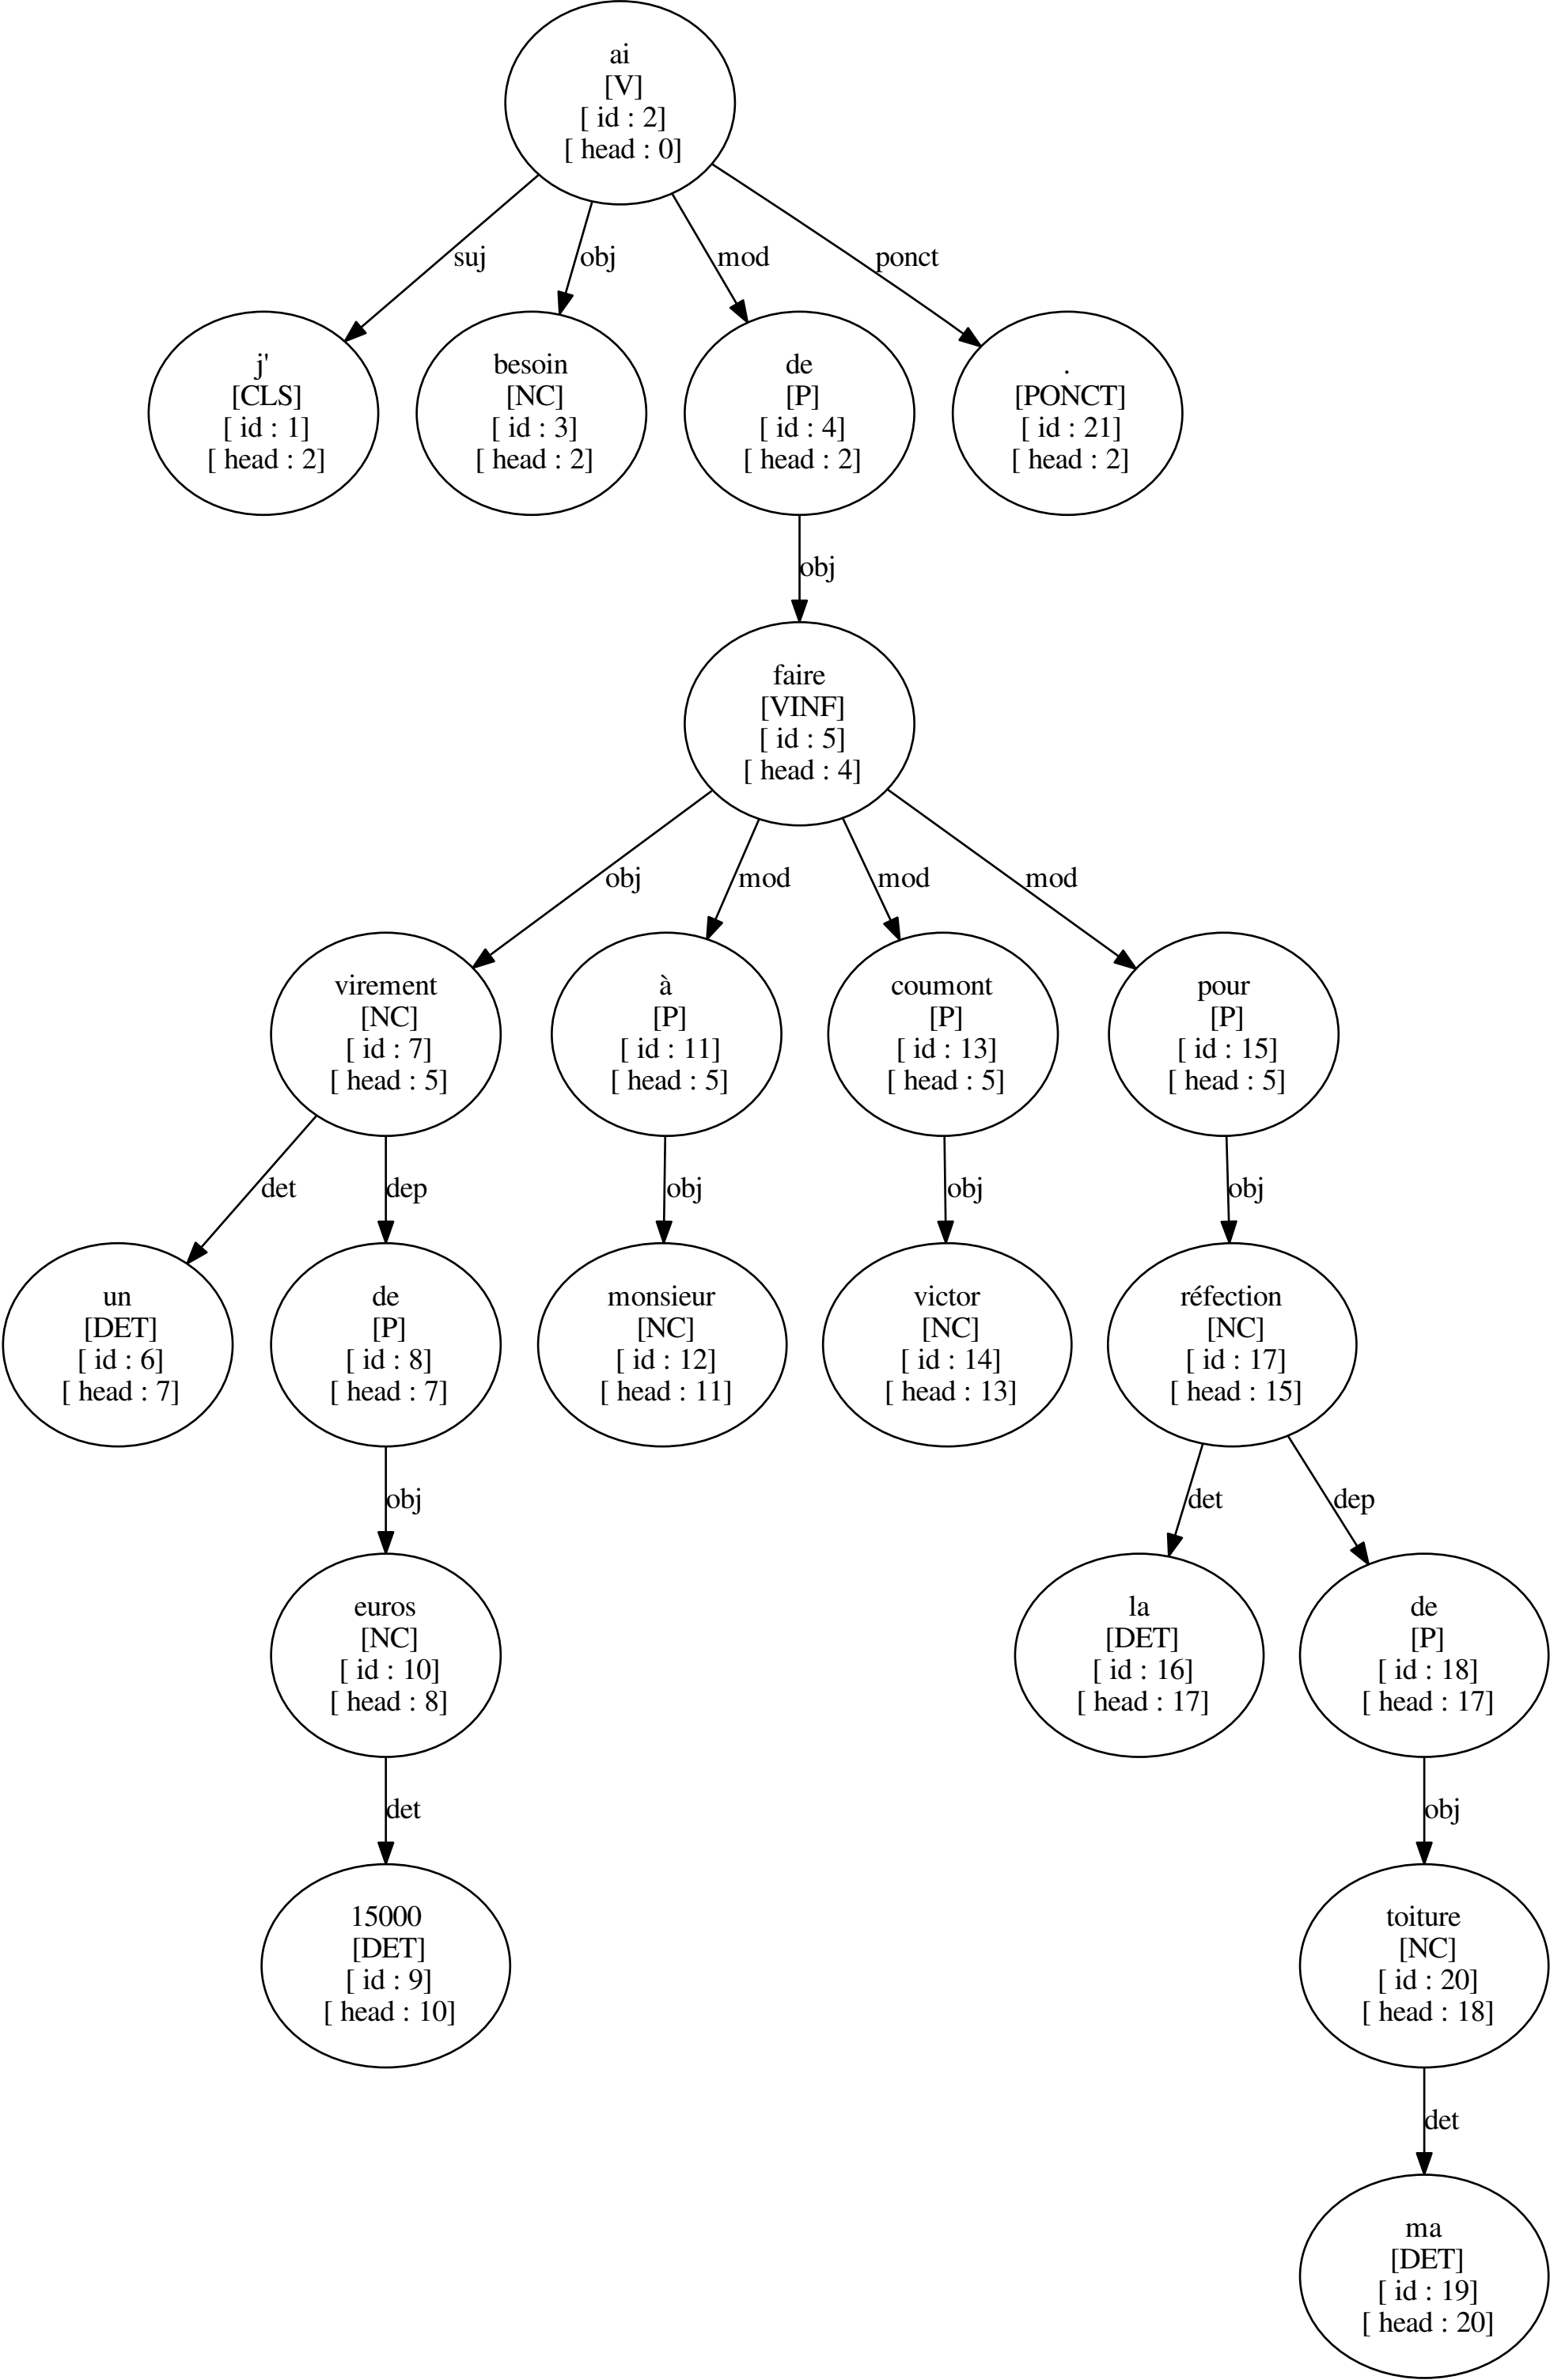 ai
[V]
[ id : 2]
[ head : 0]
suj
obj
mod
ponct
j'
[CLS]
[ id : 1]
[ head : 2]
besoin
[NC]
[ id : 3]
[ head : 2]
de
[P]
[ id : 4]
[ head : 2]
.
[PONCT]
[ id : 21]
[ head : 2]
obj
faire
[VINF]
[ id : 5]
[ head : 4]
obj
mod
mod
mod
virement
[NC]
[ id : 7]
[ head : 5]
à
[P]
[ id : 11]
[ head : 5]
coumont
[P]
[ id : 13]
[ head : 5]
pour
[P]
[ id : 15]
[ head : 5]
det
dep
obj
obj
obj
un
[DET]
[ id : 6]
[ head : 7]
de
[P]
[ id : 8]
[ head : 7]
monsieur
[NC]
[ id : 12]
[ head : 11]
victor
[NC]
[ id : 14]
[ head : 13]
réfection
[NC]
[ id : 17]
[ head : 15]
obj
det
dep
euros
[NC]
[ id : 10]
[ head : 8]
la
[DET]
[ id : 16]
[ head : 17]
de
[P]
[ id : 18]
[ head : 17]
det
obj
15000
[DET]
[ id : 9]
[ head : 10]
toiture
[NC]
[ id : 20]
[ head : 18]
det
ma
[DET]
[ id : 19]
[ head : 20]